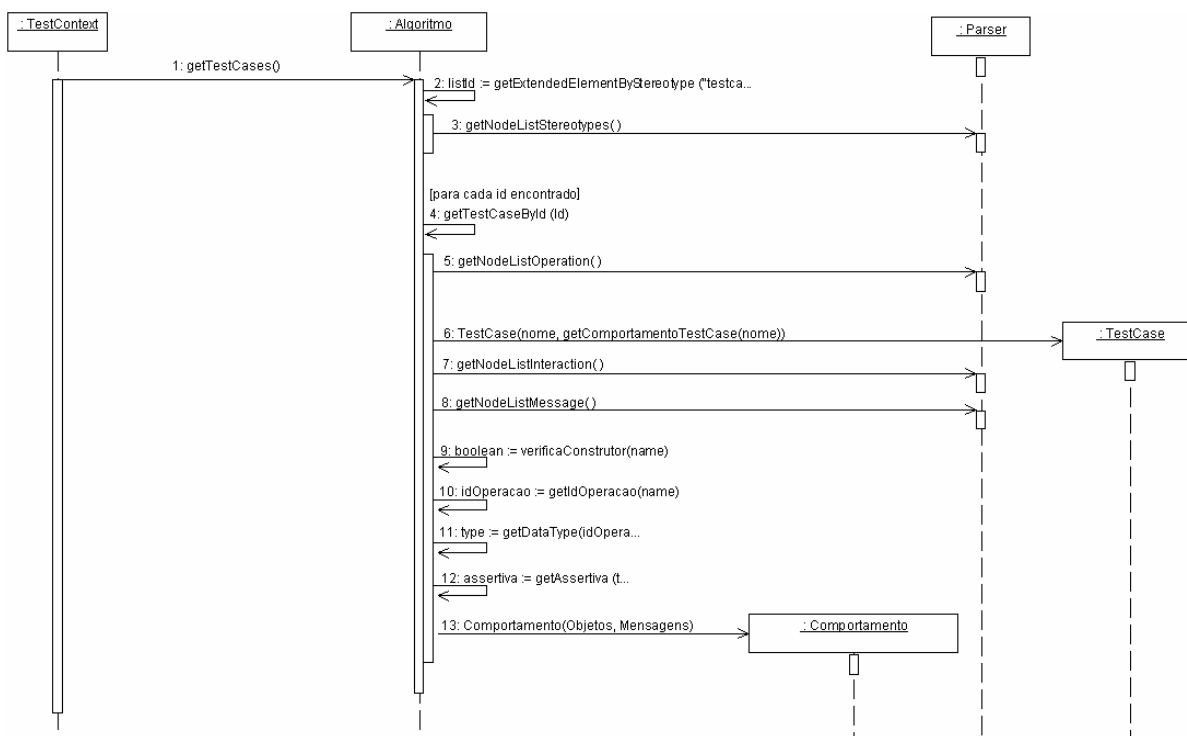 : TestContext
: Algoritmo
: Parser
1: getTestCases()
2: listId := getExtendedElementByStereotype ("testca...
3: getNodeListStereotypes()
[para cada id encontrado]
4: getTestCaseById (Id)
5: getNodeListOperation()
6: TestCase(nome, getComportamentoTestCase(nome))
: TestCase
7: getNodeListInteraction()
8: getNodeListMessage()
9: boolean := verificaConstrutor(name)
10: idOperacao := getIdOperacao(name)
11: type := getDataType(idOpera...
12: assertiva := getAssertiva (t...
13: Comportamento(Objetos, Mensagens)
: Comportamento